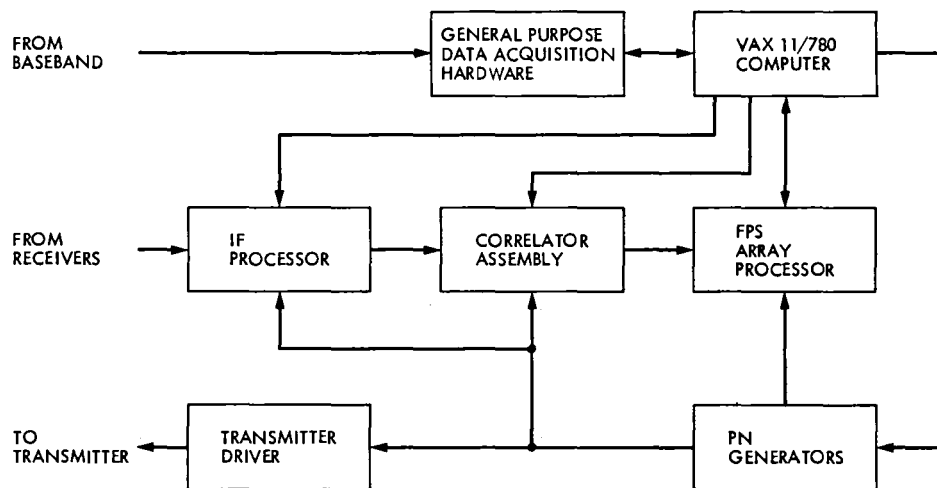 FROM
BASEBAND
GENERAL PURPOSE
DATA ACQUISITION
HARDWARE
VAX 11/780
COMPUTER
FROM
RECEIVERS
IF
PROCESSOR
CORRELATOR
ASSEMBLY
FPS
ARRAY
PROCESSOR
TO
TRANSMITTER
TRANSMITTER
DRIVER
PN
GENERATORS